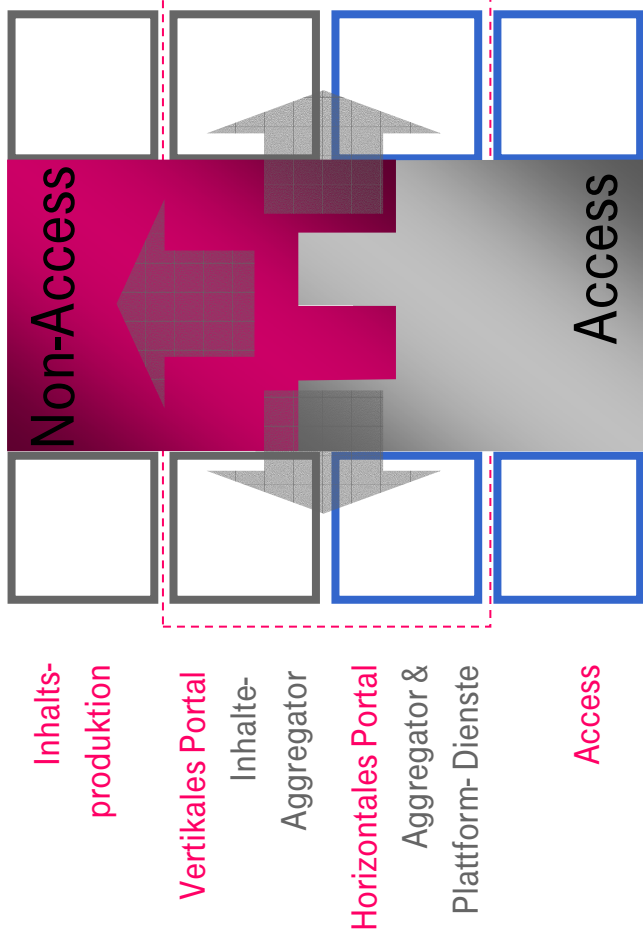 Inhalts-
produktion
Vertikales Portal
Inhalte-
Aggregator
Horizontales Portal
Aggregator &
Plattform- Dienste
Access
Non-Access
Access